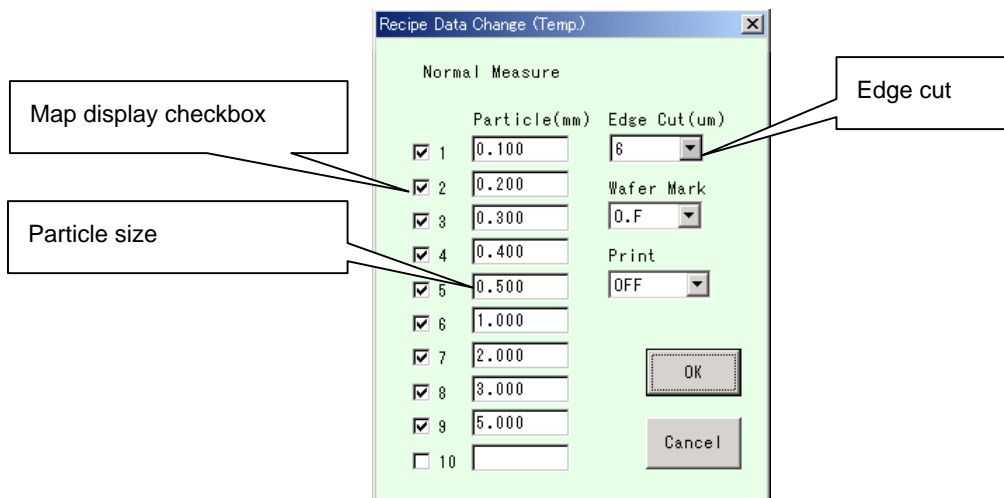 Recipe Data Change (Temp.)
Normal Measure
Map display checkbox
Edge cut
Particle(mm) Edge Cut(um)
1 0.100 6
2 0.200 Wafer Mark
3 0.300 O.F
Particle size
4 0.400 Print
5 0.500 OFF
6 1.000
7 2.000
OK
8 3.000
9 5.000
Cancel
10